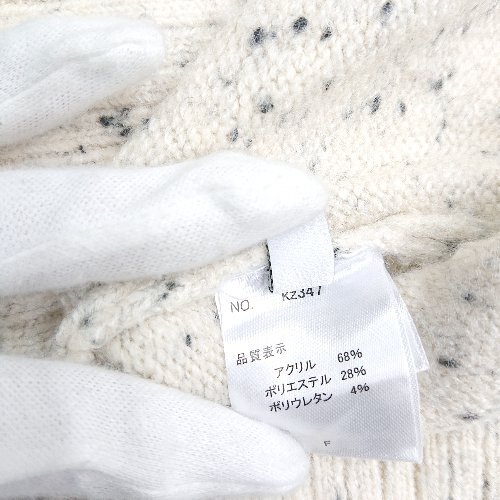 NO. KZ347
品質表示
アクリル 68%
ポリエステル 28%
ポリウレタン 4%
F